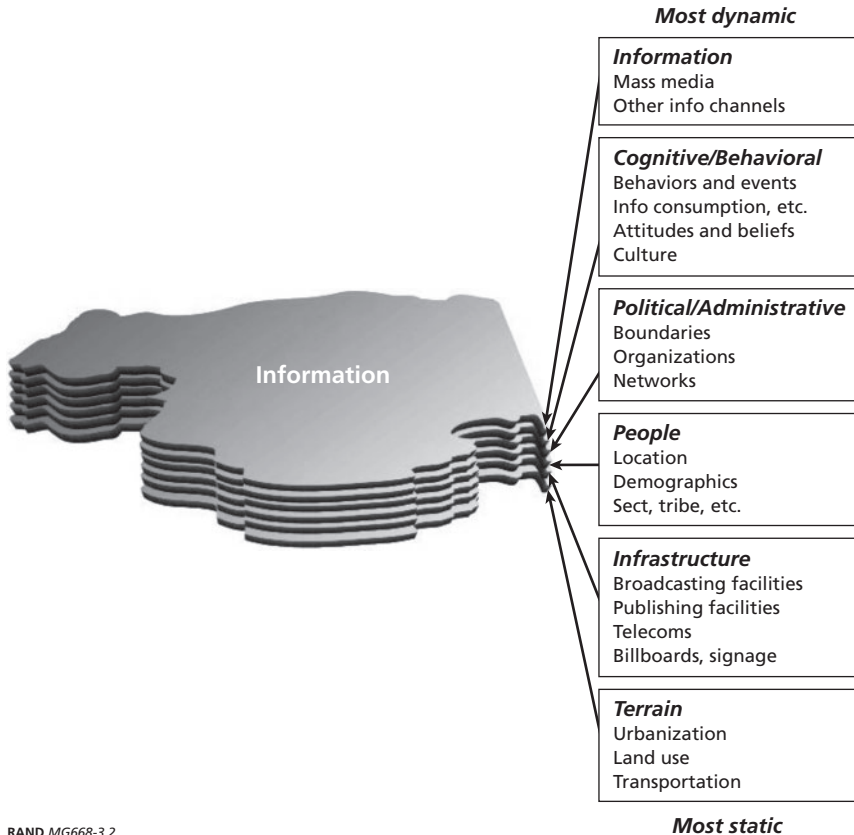 Most dynamic
Information
Mass media
Other info channels
Cognitive/Behavioral
Behaviors and events
Info consumption, etc.
Attitudes and beliefs
Culture
Political/Administrative
Boundaries
Organizations
Networks
Information
People
Location
Demographics
Sect, tribe, etc.
Infrastructure
Broadcasting facilities
Publishing facilities
Telecoms
Billboards, signage
Terrain
Urbanization
Land use
Transportation
Most static
RAND MG668-3.2